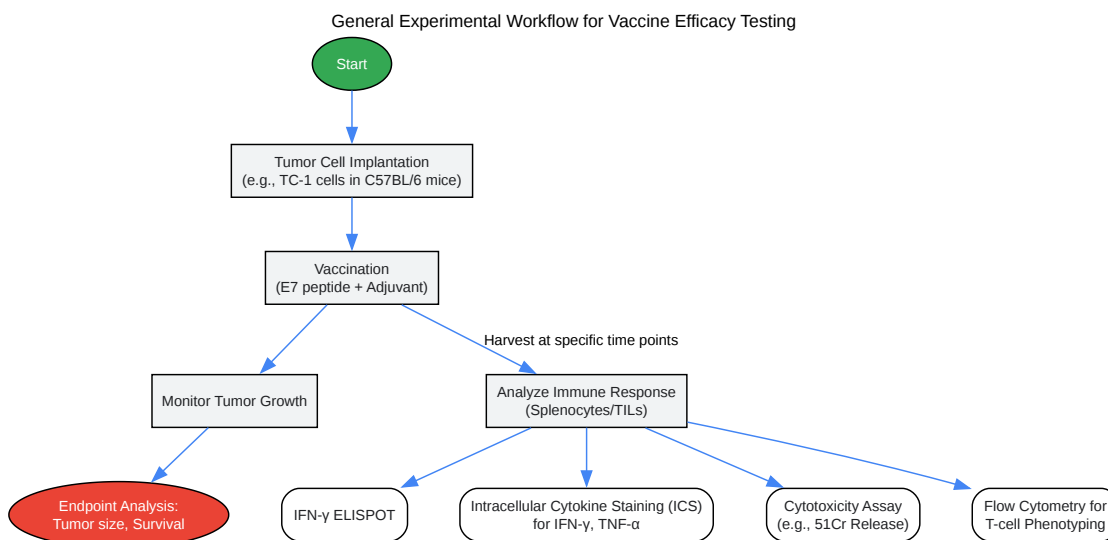 General Experimental Workflow for Vaccine Efficacy Testing
Start
Tumor Cell Implantation
(e.g., TC-1 cells in C57BL/6 mice)
Vaccination
(E7 peptide + Adjuvant)
Harvest at specific time points
Monitor Tumor Growth
Analyze Immune Response
(Splenocytes/TILs)
Endpoint Analysis:
Tumor size, Survival
IFN-γ ELISPOT
Intracellular Cytokine Staining (ICS)
for IFN-γ, TNF-α
Cytotoxicity Assay
(e.g., 51Cr Release)
Flow Cytometry for
T-cell Phenotyping